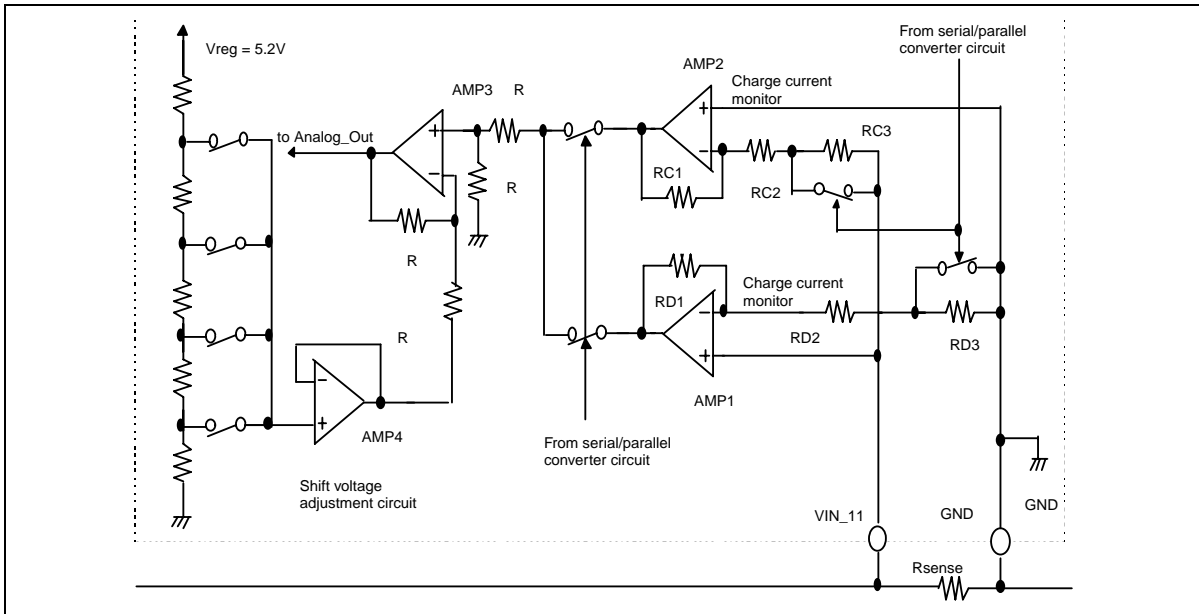 From serial/parallel
converter circuit
Vreg = 5.2V
AMP2
AMP3
R
Charge current
monitor
to Analog_Out
RC3
RC1
RC2
R
R
Charge current
monitor
RD1
RD2
RD3
R
AMP1
AMP4
From serial/parallel
converter circuit
Shift voltage
adjustment circuit
VIN_11
GND
GND
Rsense